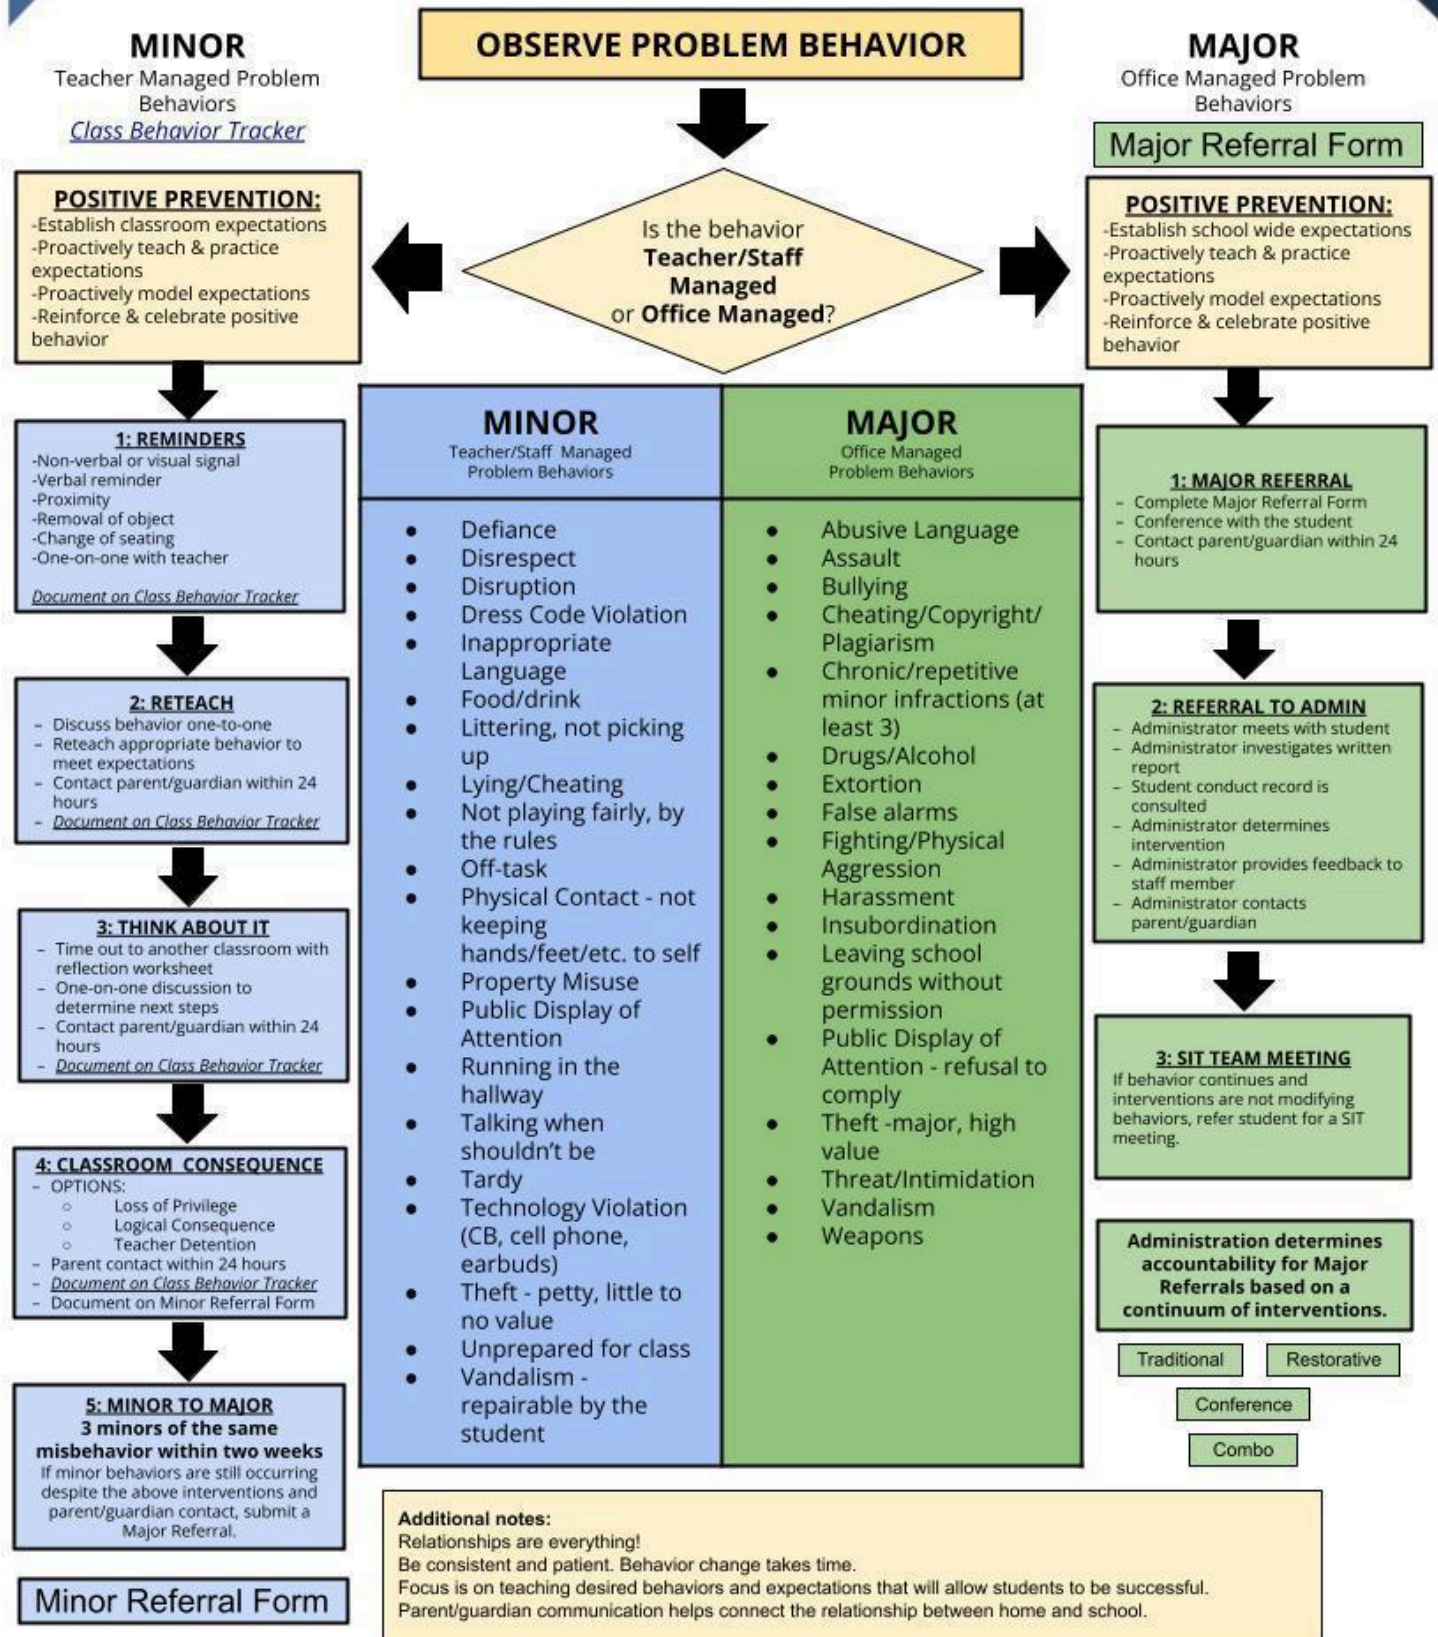 MINOR
Teacher Managed Problem
Behaviors
Class Behavior Tracker
OBSERVE PROBLEM BEHAVIOR
MAJOR
Office Managed Problem
Behaviors
Major Referral Form
POSITIVE PREVENTION:
-Establish classroom expectations
-Proactively teach & practice
expectations
-Proactively model expectations
-Reinforce & celebrate positive
behavior
Is the behavior
Teacher/Staff
Managed
or Office Managed?
POSITIVE PREVENTION:
-Establish school wide expectations
-Proactively teach & practice
expectations
-Proactively model expectations
-Reinforce & celebrate positive
behavior
1: REMINDERS
-Non-verbal or visual signal
-Verbal reminder
-Proximity
-Removal of object
-Change of seating
-One-on-one with teacher
Document on Class Behavior Tracker
2: RETEACH
- Discuss behavior one-to-one
- Reteach appropriate behavior to
meet expectations
- Contact parent/guardian within 24
hours
- Document on Class Behavior Tracker
3: THINK ABOUT IT
- Time out to another classroom with
reflection worksheet
- One-on-one discussion to
determine next steps
- Contact parent/guardian within 24
hours
- Document on Class Behavior Tracker
4: CLASSROOM CONSEQUENCE
- OPTIONS:
○ Loss of Privilege
○ Logical Consequence
○ Teacher Detention
- Parent contact within 24 hours
- Document on Class Behavior Tracker
- Document on Minor Referral Form
5: MINOR TO MAJOR
3 minors of the same
misbehavior within two weeks
If minor behaviors are still occurring
despite the above interventions and
parent/guardian contact, submit a
Major Referral.
Minor Referral Form
MINOR
Teacher/Staff Managed
Problem Behaviors
● Defiance
● Disrespect
● Disruption
● Dress Code Violation
● Inappropriate
Language
● Food/drink
● Littering, not picking
up
● Lying/Cheating
● Not playing fairly, by
the rules
● Off-task
● Physical Contact - not
keeping
hands/feet/etc. to self
● Property Misuse
● Public Display of
Attention
● Running in the
hallway
● Talking when
shouldn't be
● Tardy
● Technology Violation
(CB, cell phone,
earbuds)
● Theft - petty, little to
no value
● Unprepared for class
● Vandalism -
repairable by the
student
MAJOR
Office Managed
Problem Behaviors
● Abusive Language
● Assault
● Bullying
● Cheating/Copyright/
Plagiarism
● Chronic/repetitive
minor infractions (at
least 3)
● Drugs/Alcohol
● Extortion
● False alarms
● Fighting/Physical
Aggression
● Harassment
● Insubordination
● Leaving school
grounds without
permission
● Public Display of
Attention - refusal to
comply
● Theft -major, high
value
● Threat/Intimidation
● Vandalism
● Weapons
1: MAJOR REFERRAL
- Complete Major Referral Form
- Conference with the student
- Contact parent/guardian within 24
hours
2: REFERRAL TO ADMIN
- Administrator meets with student
- Administrator investigates written
report
- Student conduct record is
consulted
- Administrator determines
intervention
- Administrator provides feedback to
staff member
- Administrator contacts
parent/guardian
3: SIT TEAM MEETING
If behavior continues and
interventions are not modifying
behaviors, refer student for a SIT
meeting.
Administration determines
accountability for Major
Referrals based on a
continuum of interventions.
Traditional
Restorative
Conference
Combo
Additional notes:
Relationships are everything!
Be consistent and patient. Behavior change takes time.
Focus is on teaching desired behaviors and expectations that will allow students to be successful.
Parent/guardian communication helps connect the relationship between home and school.